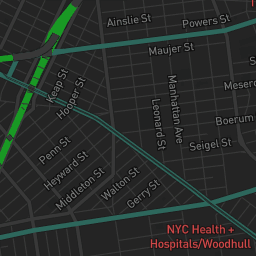 Ainslie St
Powers St
Maujer St
Keap St
Hooper St
Manhattan Ave
Leonard St
Boerum
Seigel St
Penn St
Heyward St
Middleton St
Walton St
Gerry St
NYC Health +
Hospitals/Woodhull